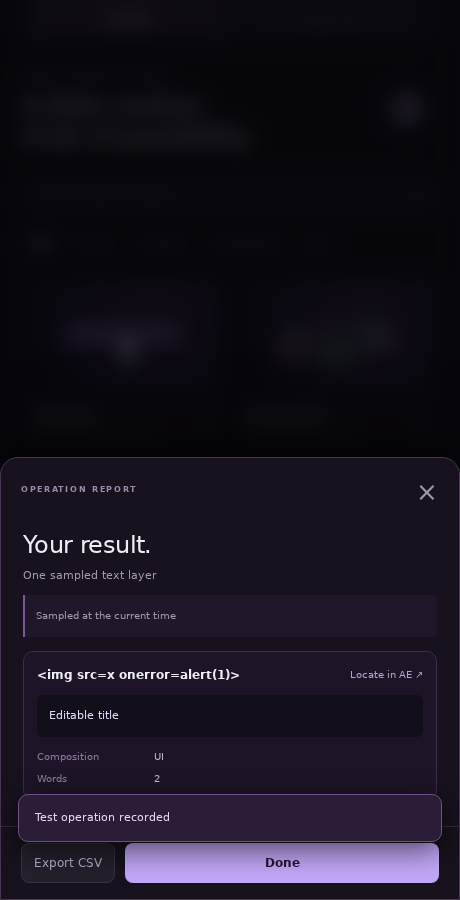 OPERATION REPORT
Your result.
One sampled text layer
Sampled at the current time
<img src=x onerror=alert(1)>
Locate in AE ↗
Editable title
Composition UI
Words 2
Test operation recorded
Export CSV
Done